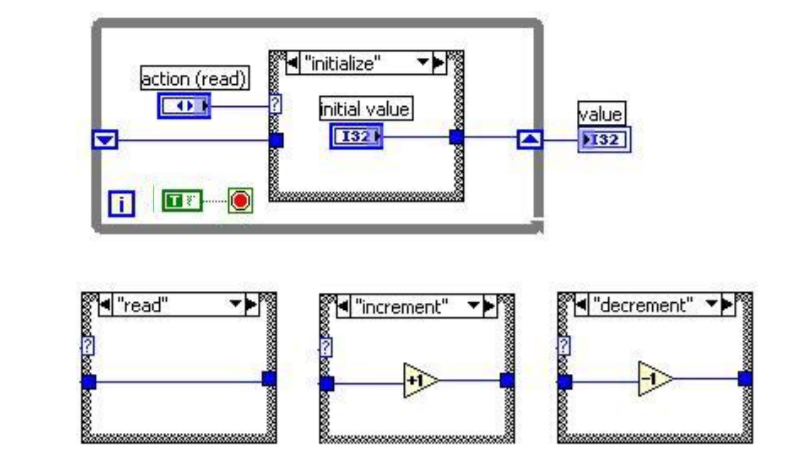 "initialize"
action (read)
?
initial value
I32
value
I32
i
T F
"read"
"increment"
"decrement"
?
?
?
+1
-1